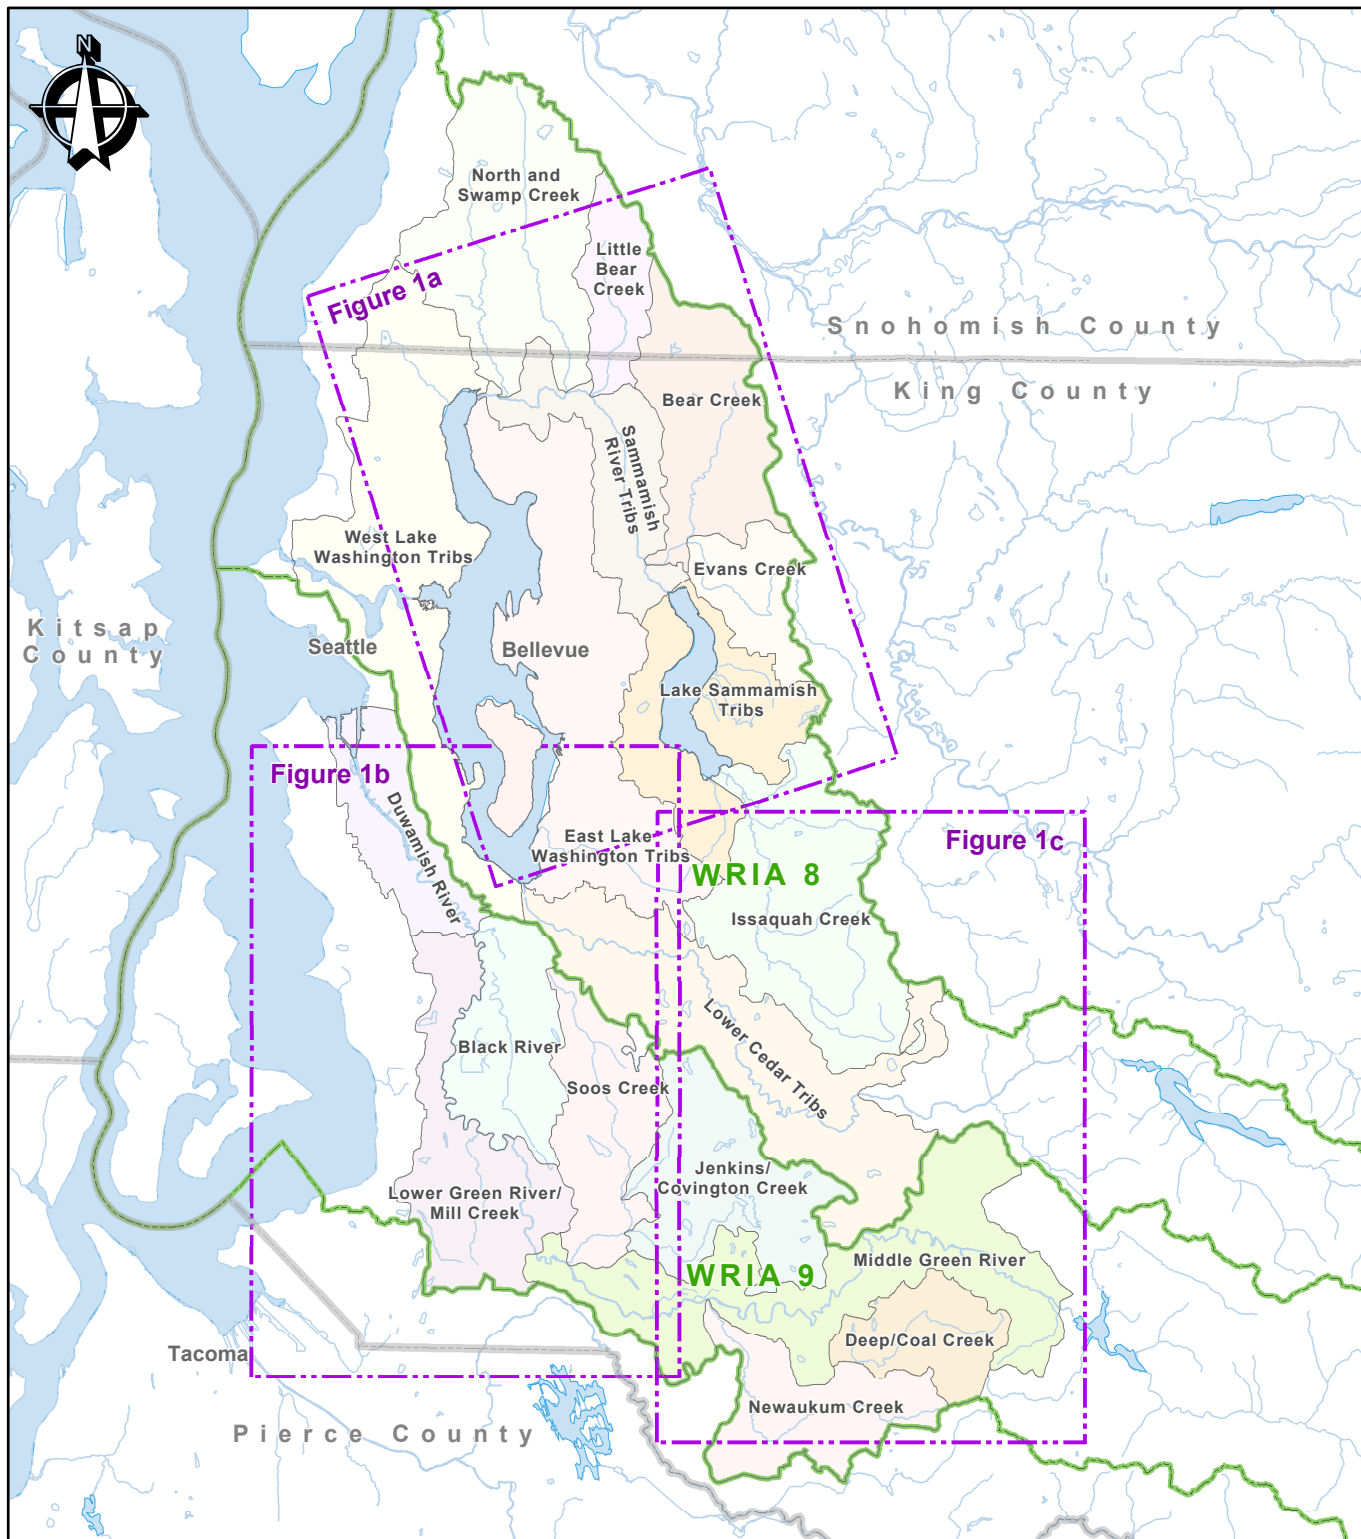 N
North and
Swamp Creek
Little
Bear
Creek
Figure 1a
Snohomish County
King County
Bear Creek
Sammamish
River Tribs
West Lake
Washington Tribs
Evans Creek
Kitsap
County
Seattle
Bellevue
Lake Sammamish
Tribs
Figure 1b
Duwamish River
East Lake
Washington Tribs
Figure 1c
WRIA 8
Issaquah Creek
Lower Cedar Tribs
Black River
Soos Creek
Jenkins/
Covington Creek
Lower Green River/
Mill Creek
Middle Green River
WRIA 9
Deep/Coal Creek
Tacoma
Newaukum Creek
Pierce County